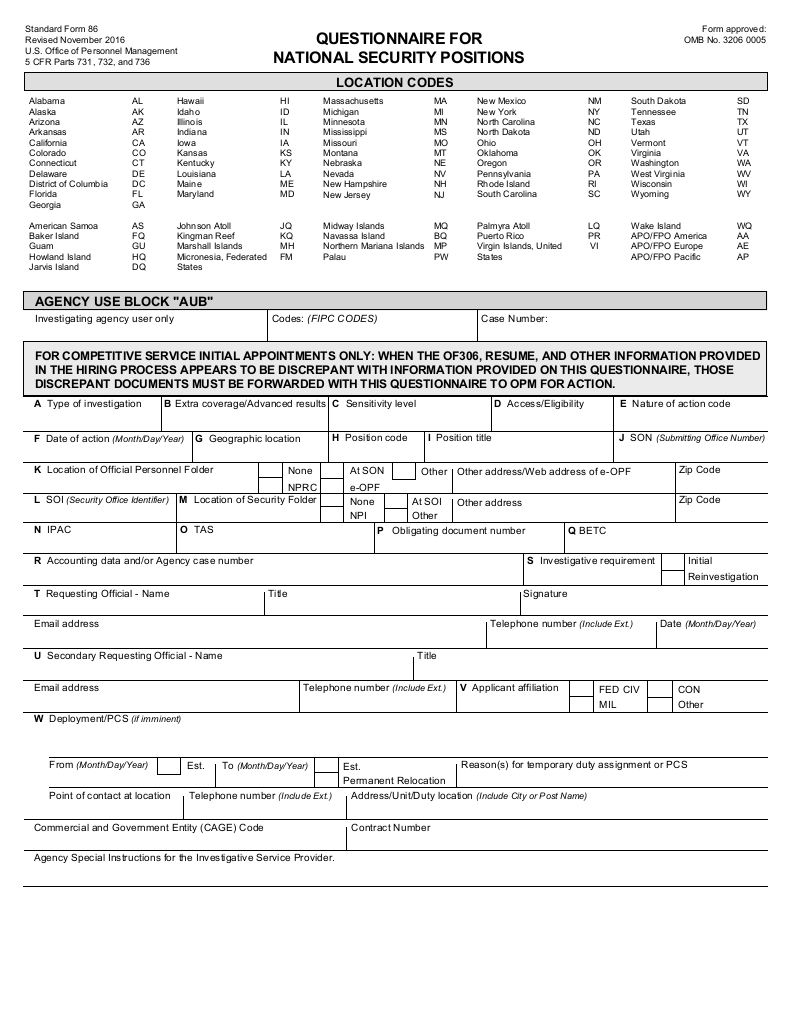 Standard Form 86
Revised November 2016
U.S. Office of Personnel Management
5 CFR Parts 731, 732, and 736
QUESTIONNAIRE FOR
NATIONAL SECURITY POSITIONS
Form approved:
OMB No. 3206 0005
LOCATION CODES
Alabama AL Hawaii HI Massachusetts MA New Mexico NM South Dakota SD
Alaska AK Idaho ID Michigan MI New York NY Tennessee TN
Arizona AZ Illinois IL Minnesota MN North Carolina NC Texas TX
Arkansas AR Indiana IN Mississippi MS North Dakota ND Utah UT
California CA Iowa IA Missouri MO Ohio OH Vermont VT
Colorado CO Kansas KS Montana MT Oklahoma OK Virginia VA
Connecticut CT Kentucky KY Nebraska NE Oregon OR Washington WA
Delaware DE Louisiana LA Nevada NV Pennsylvania PA West Virginia WV
District of Columbia DC Maine ME New Hampshire NH Rhode Island RI Wisconsin WI
Florida FL Maryland MD New Jersey NJ South Carolina SC Wyoming WY
Georgia GA
American Samoa AS Johnson Atoll JQ Midway Islands MQ Palmyra Atoll LQ Wake Island WQ
Baker Island FQ Kingman Reef KQ Navassa Island BQ Puerto Rico PR APO/FPO America AA
Guam GU Marshall Islands MH Northern Mariana Islands MP Virgin Islands, United VI APO/FPO Europe AE
Howland Island HQ Micronesia, Federated FM Palau PW States APO/FPO Pacific AP
Jarvis Island DQ States
AGENCY USE BLOCK "AUB"
Investigating agency user only Codes: (FIPC CODES) Case Number:
FOR COMPETITIVE SERVICE INITIAL APPOINTMENTS ONLY: WHEN THE OF306, RESUME, AND OTHER INFORMATION PROVIDED
IN THE HIRING PROCESS APPEARS TO BE DISCREPANT WITH INFORMATION PROVIDED ON THIS QUESTIONNAIRE, THOSE
DISCREPANT DOCUMENTS MUST BE FORWARDED WITH THIS QUESTIONNAIRE TO OPM FOR ACTION.
A Type of investigation B Extra coverage/Advanced results C Sensitivity level D Access/Eligibility E Nature of action code
F Date of action (Month/Day/Year) G Geographic location H Position code I Position title J SON (Submitting Office Number)
K Location of Official Personnel Folder None At SON Other Other address/Web address of e-OPF Zip Code
NPRC e-OPF
L SOI (Security Office Identifier) M Location of Security Folder None At SOI Other address Zip Code
NPI Other
N IPAC O TAS P Obligating document number Q BETC
R Accounting data and/or Agency case number S Investigative requirement Initial
Reinvestigation
T Requesting Official - Name Title Signature
Email address Telephone number (Include Ext.) Date (Month/Day/Year)
U Secondary Requesting Official - Name Title
Email address Telephone number (Include Ext.) V Applicant affiliation FED CIV CON
MIL Other
W Deployment/PCS (if imminent)
From (Month/Day/Year) Est. To (Month/Day/Year) Est. Reason(s) for temporary duty assignment or PCS
Permanent Relocation
Point of contact at location Telephone number (Include Ext.) Address/Unit/Duty location (Include City or Post Name)
Commercial and Government Entity (CAGE) Code Contract Number
Agency Special Instructions for the Investigative Service Provider.